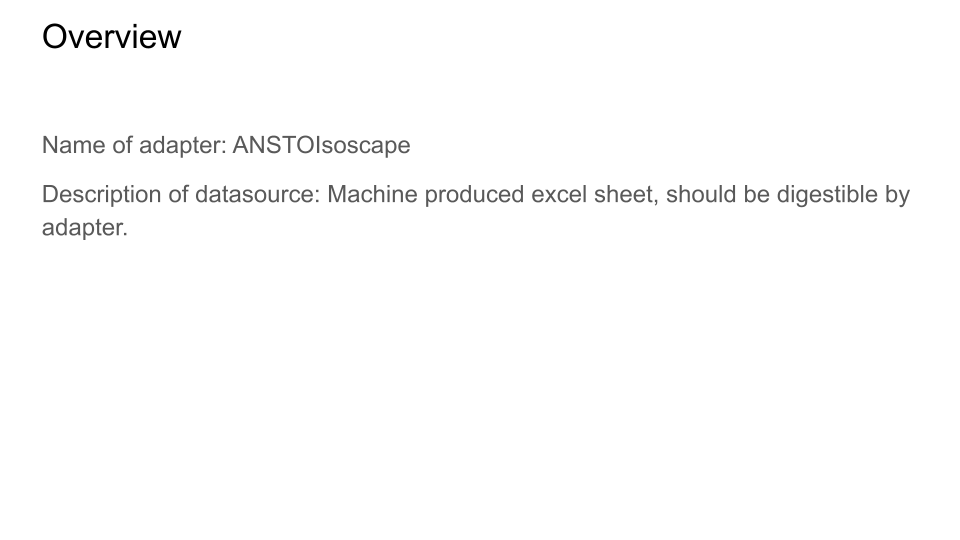 Overview
Name of adapter: ANSTOIsoscape
Description of datasource: Machine produced excel sheet, should be digestible by
adapter.